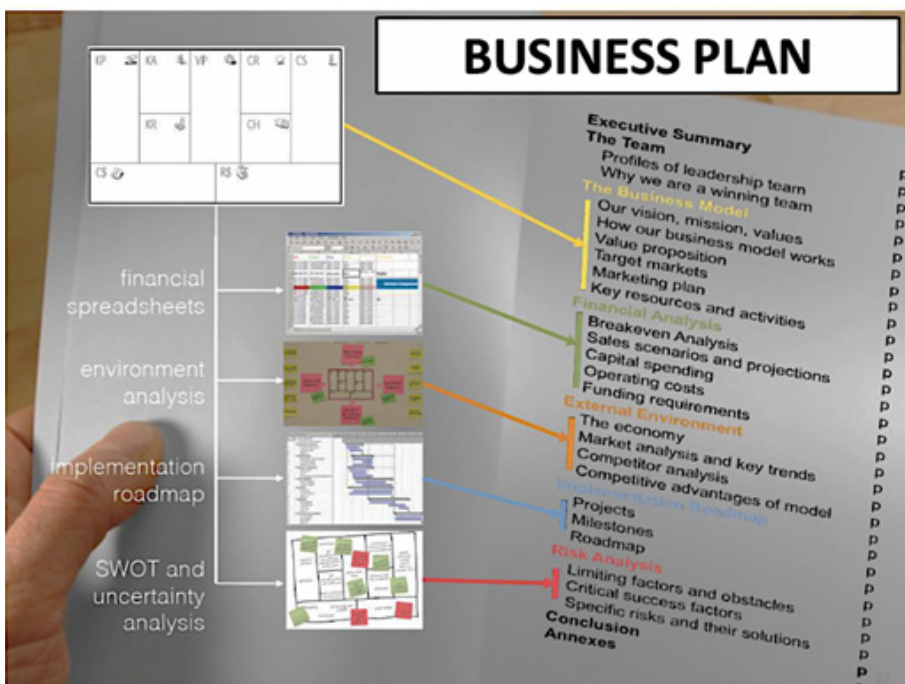 BUSINESS PLAN
KP
KA
VP
CR
CS
KR
CH
C$
R$
financial
spreadsheets
environment
analysis
implementation
roadmap
SWOT and
uncertainty
analysis
Executive Summary
The Team
Profiles of leadership team
Why we are a winning team
The Business Model
Our vision, mission, values
How our business model works
Value proposition
Target markets
Marketing plan
Key resources and activities
Financial Analysis
Breakeven Analysis
Sales scenarios and projections
Capital spending
Operating costs
Funding requirements
External Environment
The economy
Market analysis and key trends
Competitor analysis
Competitive advantages of model
Implementation Roadmap
Projects
Milestones
Roadmap
Risk Analysis
Limiting factors and obstacles
Critical success factors
Specific risks and their solutions
Conclusion
Annexes